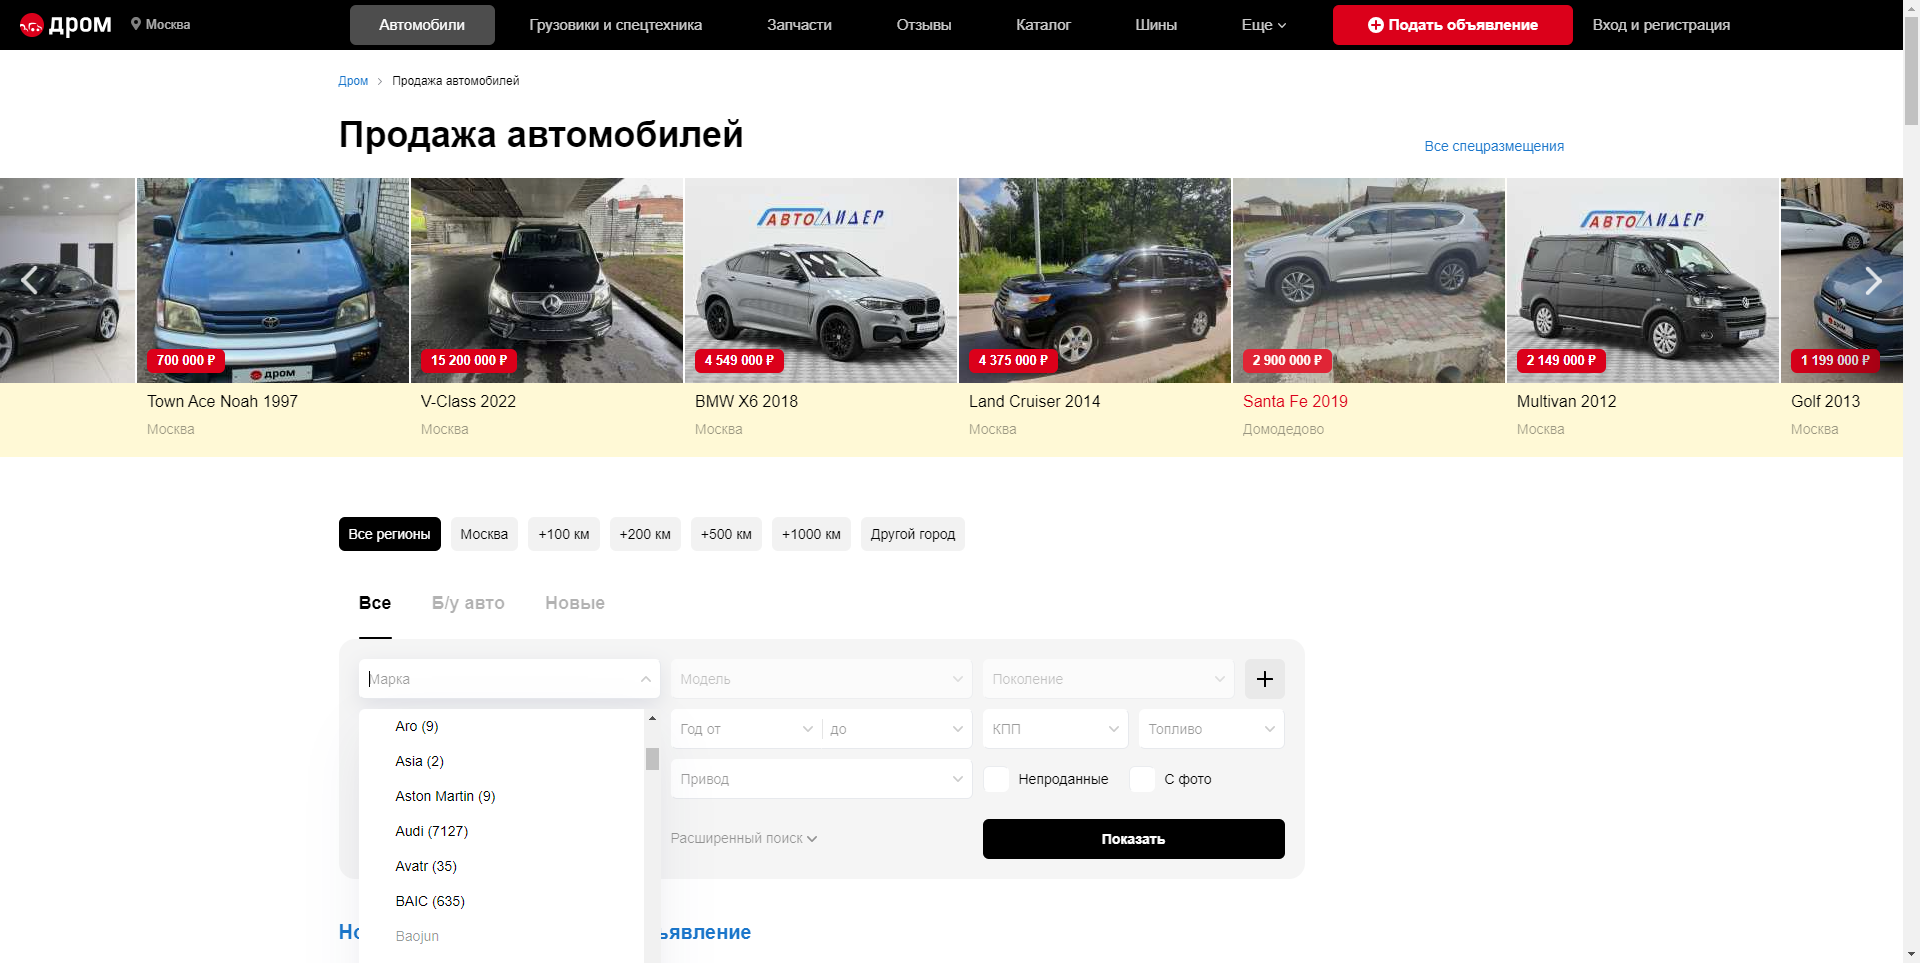 дром Москва Автомобили Грузовики и спецтехника Запчасти Отзывы Каталог Шины Еще Подать объявление Вход и регистрация
Дром > Продажа автомобилей
Продажа автомобилей
Все спецразмещения
АВТОЛИДЕР
АВТОЛИДЕР
700 000 ₽
15 200 000 ₽
4 549 000 ₽
4 375 000 ₽
2 900 000 ₽
2 149 000 ₽
1 199 000 ₽
дром
дром
Town Ace Noah 1997
Москва
V-Class 2022
Москва
BMW X6 2018
Москва
Land Cruiser 2014
Москва
Santa Fe 2019
Домодедово
Multivan 2012
Москва
Golf 2013
Москва
Все регионы Москва +100 км +200 км +500 км +1000 км Другой город
Все Б/у авто Новые
Марка Модель Поколение
Год от до КПП Топливо
Привод Непроданные С фото
Расширенный поиск Показать
Aro (9)
Asia (2)
Aston Martin (9)
Audi (7127)
Avatr (35)
BAIC (635)
Baojun